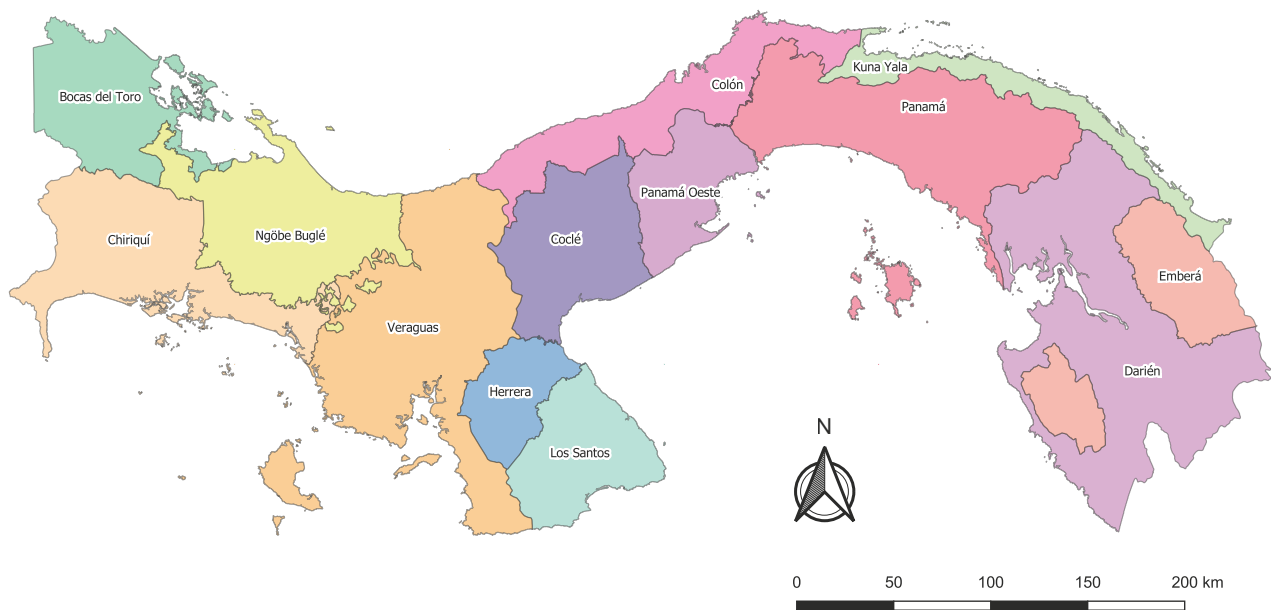 Kuna Yala
Colón
Bocas del Toro
Panamá
Panamá Oeste
Ngöbe Buglé
Chiriquí
Coclé
Emberá
Veraguas
Darién
Herrera
N
Los Santos
0 50 100 150 200 km